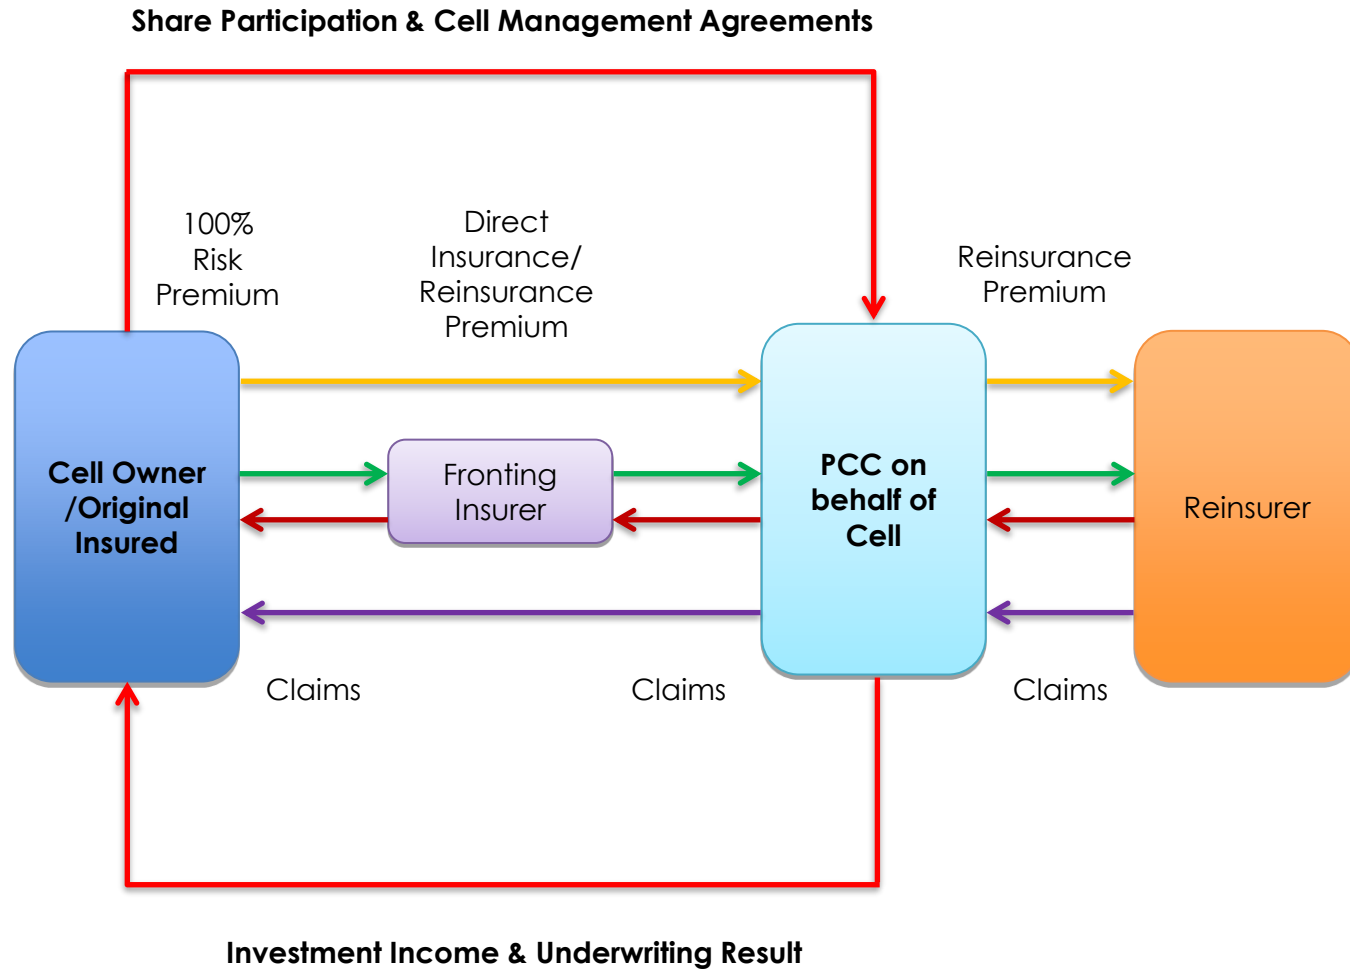 Share Participation & Cell Management Agreements
100%
Risk
Premium
Direct
Insurance/
Reinsurance
Premium
Reinsurance
Premium
Cell Owner
/Original
Insured
Fronting
Insurer
PCC on
behalf of
Cell
Reinsurer
Claims
Claims
Claims
Investment Income & Underwriting Result